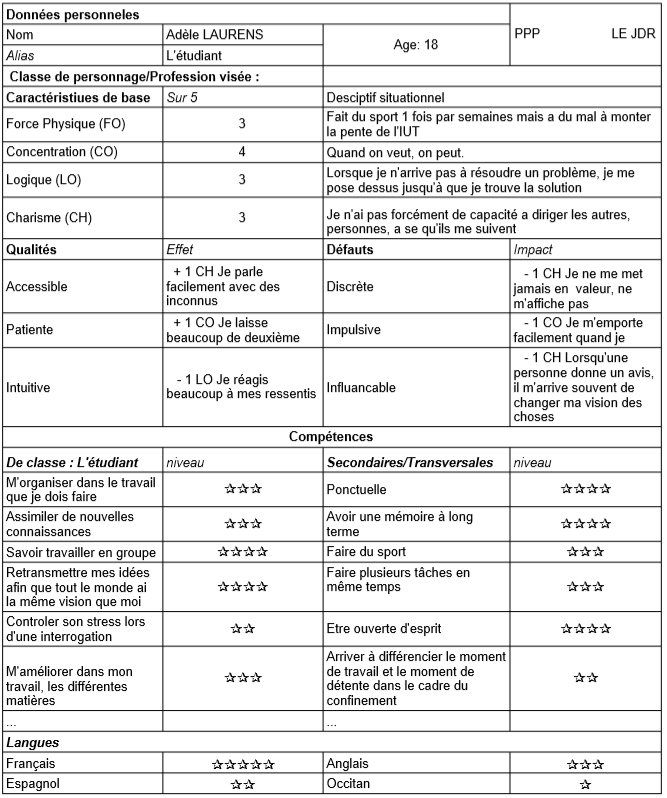 Données personneles
Nom
Adèle LAURENS
Age: 18
PPP
LE JDR
Alias
L'étudiant
Classe de personnage/Profession visée :
Caractéristiues de base
Sur 5
Desciptif situationnel
Force Physique (FO)
3
Fait du sport 1 fois par semaines mais a du mal à monter
la pente de l'IUT
Concentration (CO)
4
Quand on veut, on peut.
Logique (LO)
3
Lorsque je n'arrive pas à résoudre un problème, je me
pose dessus jusqu'à que je trouve la solution
Charisme (CH)
3
Je n'ai pas forcément de capacité a diriger les autres,
personnes, a se qu'ils me suivent
Qualités
Effet
Défauts
Impact
Accessible
+ 1 CH Je parle
facilement avec des
inconnus
Discrète
- 1 CH Je ne me met
jamais en valeur, ne
m'affiche pas
Patiente
+ 1 CO Je laisse
beaucoup de deuxième
Impulsive
- 1 CO Je m'emporte
facilement quand je
Intuitive
- 1 LO Je réagis
beaucoup à mes ressentis
Influançable
- 1 CH Lorsqu'une
personne donne un avis,
il m'arrive souvent de
changer ma vision des
choses
Compétences
De classe : L'étudiant
niveau
Secondaires/Transversales
niveau
M'organiser dans le travail
que je dois faire
✰✰✰
Ponctuelle
✰✰✰✰
Assimiler de nouvelles
connaissances
✰✰✰
Avoir une mémoire à long
terme
✰✰✰✰
Savoir travailler en groupe
✰✰✰✰
Faire du sport
✰✰✰
Retransmettre mes idées
afin que tout le monde ai
la même vision que moi
✰✰✰✰
Faire plusieurs tâches en
même temps
✰✰✰
Controler son stress lors
d'une interrogation
✰✰
Etre ouverte d'esprit
✰✰✰✰
M'améliorer dans mon
travail, les différentes
matières
✰✰✰
Arriver à différencier le moment
de travail et le moment de
détente dans le cadre du
confinement
✰✰
...
...
Langues
Français
✰✰✰✰✰
Anglais
✰✰✰
Espagnol
✰✰
Occitan
✰